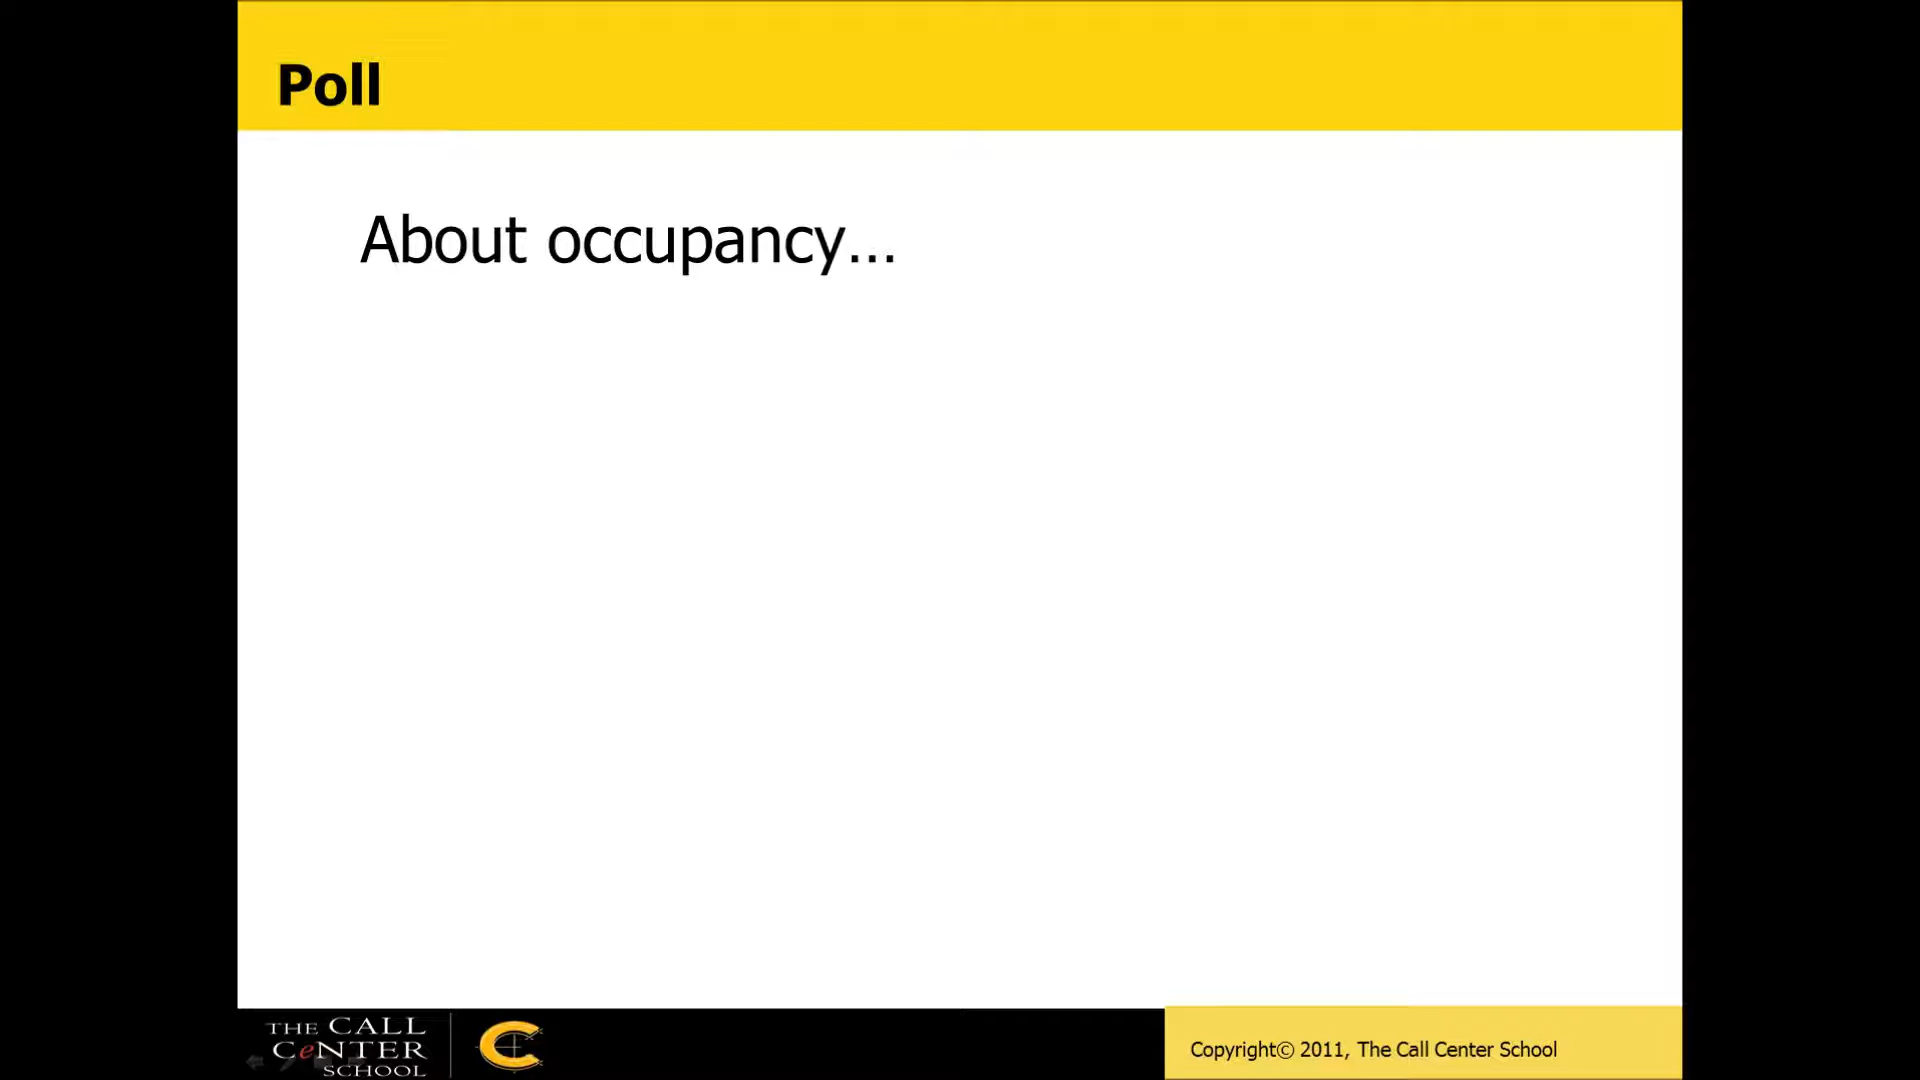 Poll
About occupancy...
THE CALL
CeNTER
SCHOOL
Copyright© 2011, The Call Center School